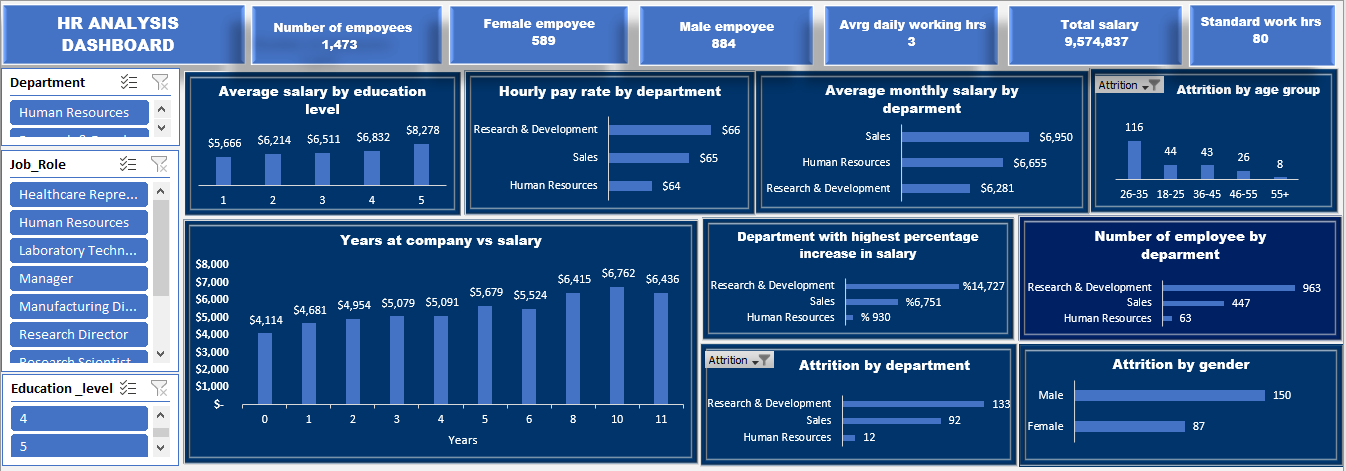 HR ANALYSIS
DASHBOARD
Number of empoyees
1,473
Female empoyee
589
Male empoyee
884
Avrg daily working hrs
3
Total salary
9,574,837
Standard work hrs
80
Department
Human Resources
Job_Role
Healthcare Repre...
Human Resources
Laboratory Techn...
Manager
Manufacturing Di...
Research Director
Research Scientist
Education _level
4
5
Average salary by education
level
$5,666
$6,214
$6,511
$6,832
$8,278
1 2 3 4 5
Hourly pay rate by department
Research & Development $66
Sales $65
Human Resources $64
Average monthly salary by
deparment
Sales $6,950
Human Resources $6,655
Research & Development $6,281
Attrition
Attrition by age group
116 44 43 26 8
26-35 18-25 36-45 46-55 55+
Years at company vs salary
$8,000
$7,000
$6,000
$5,000
$4,000
$3,000
$2,000
$1,000
$-
$4,114 $4,681 $4,954 $5,079 $5,091 $5,679 $5,524 $6,415 $6,762 $6,436
0 1 2 3 4 5 6 8 10 11
Years
Department with highest percentage
increase in salary
Research & Development %14,727
Sales %6,751
Human Resources % 930
Number of employee by
deparment
Research & Development 963
Sales 447
Human Resources 63
Attrition
Attrition by department
Research & Development 133
Sales 92
Human Resources 12
Attrition by gender
Male 150
Female 87